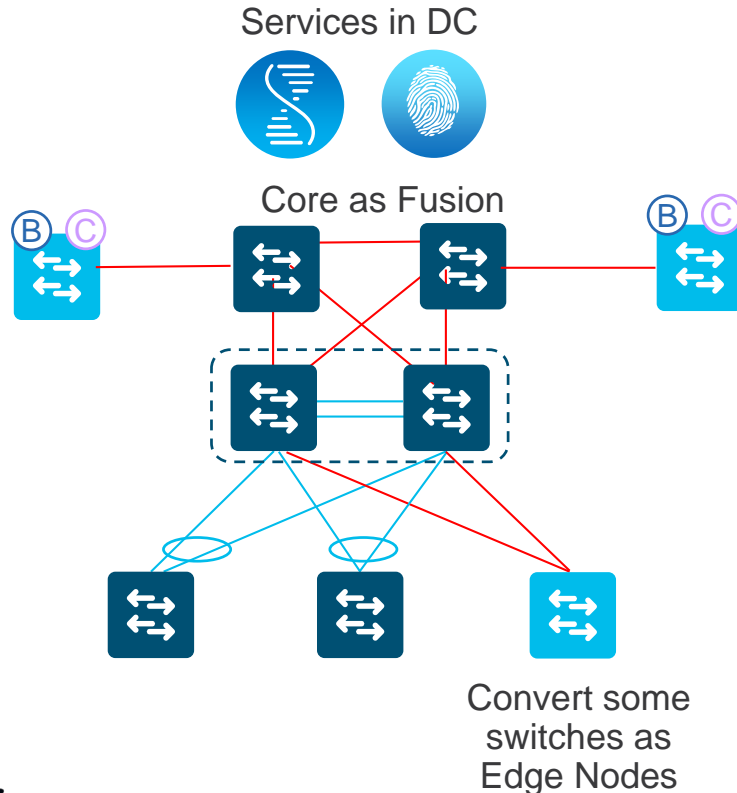 Services in DC
Core as Fusion
B C
B C
Convert some
switches as
Edge Nodes